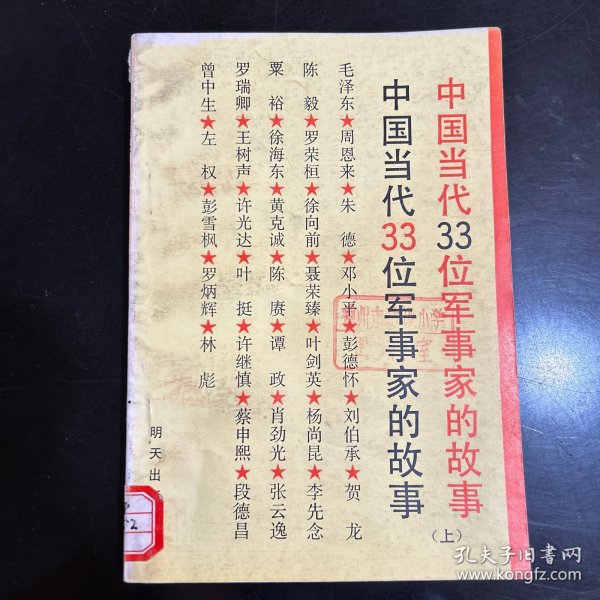 中国当代33位军事家的故事
中国当代33位军事家的故事
（上）
毛泽东★周恩来★朱 德★邓小平★彭德怀★刘伯承★贺 龙
陈 毅★罗荣桓★徐向前★聂荣臻★叶剑英★杨尚昆★李先念
粟 裕★徐海东★黄克诚★陈 赓★谭 政★肖劲光★张云逸
罗瑞卿★王树声★许光达★叶 挺★许继慎★蔡申熙★段德昌
曾中生★左 权★彭雪枫★罗炳辉★林 彪
明天出
孔夫子旧书网
www.kongfz.com